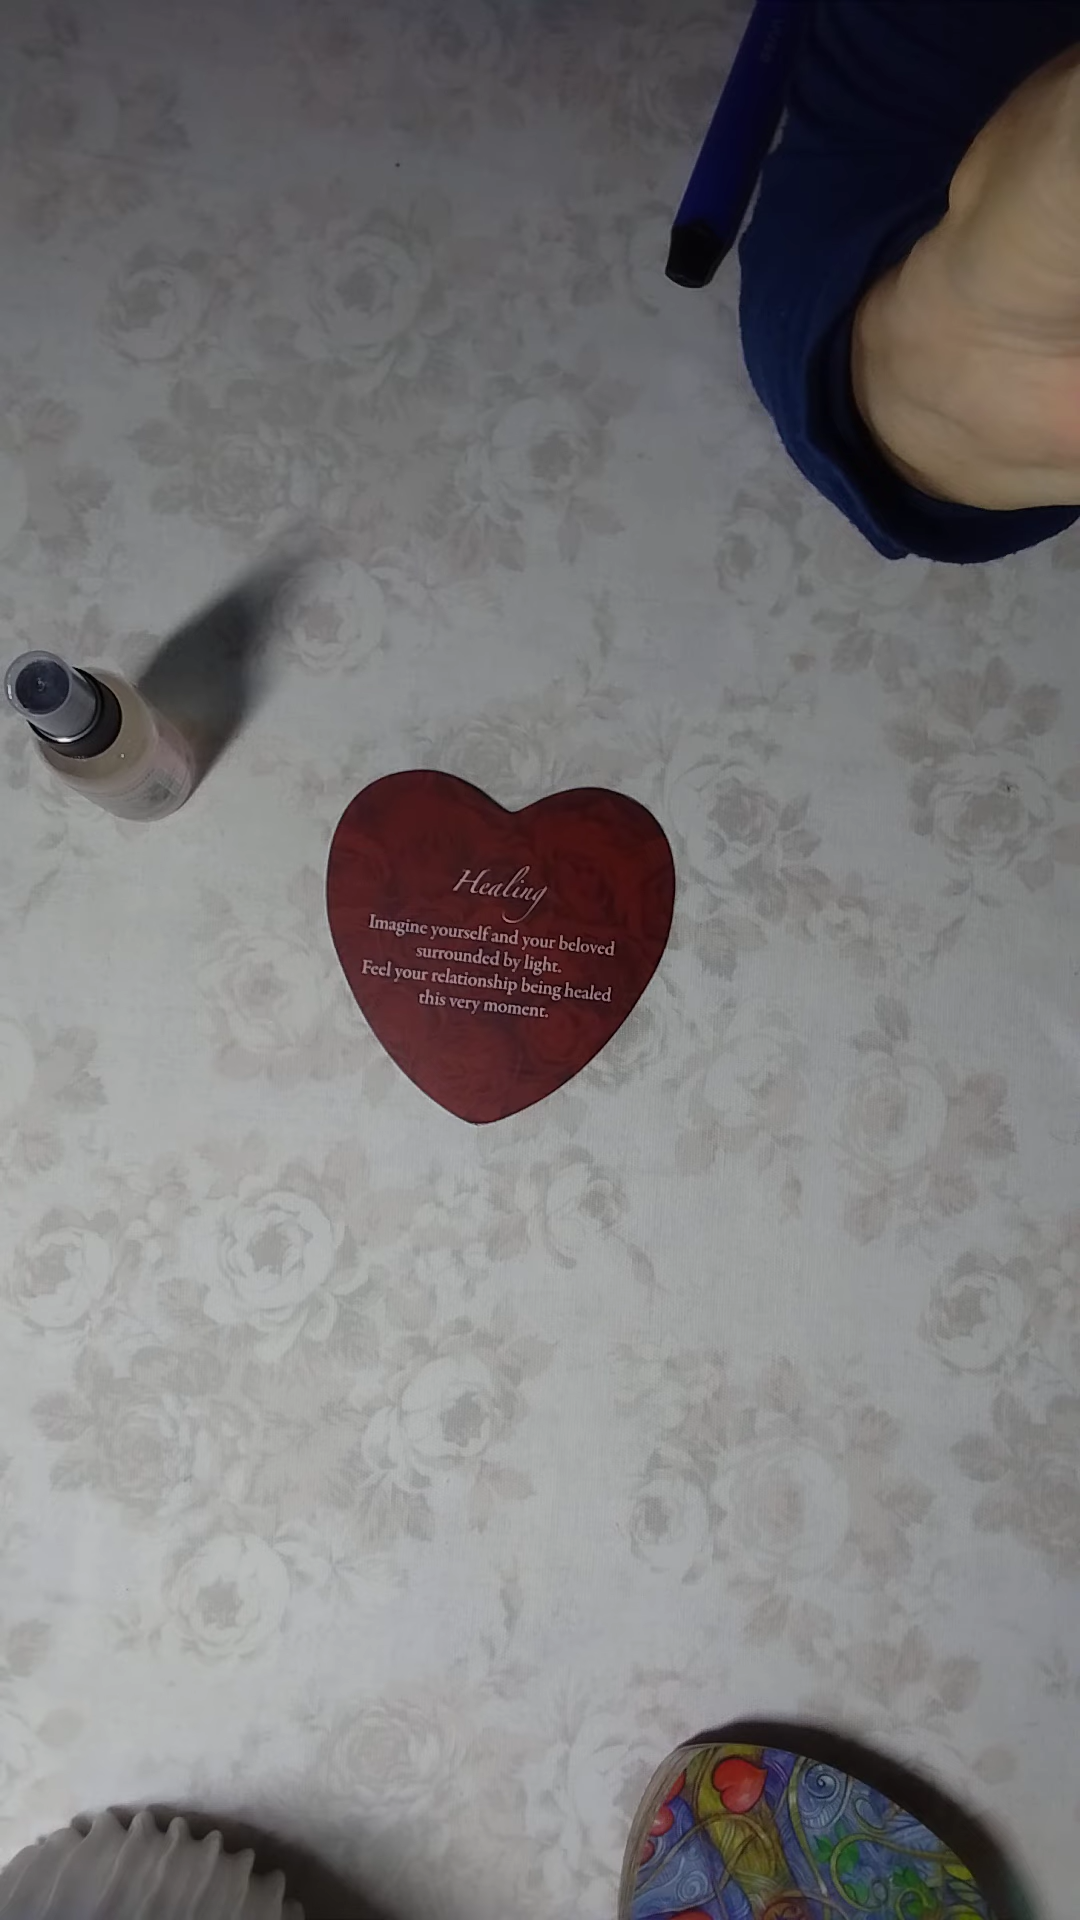 Healing
Imagine yourself and your beloved
surrounded by light.
Feel your relationship being healed
this very moment.